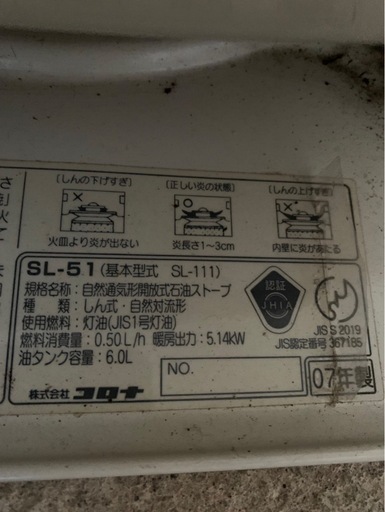 さ
(しんの下げすぎ) (正しい炎の状態) (しんの上げすぎ)
火皿より炎が出ない 炎長さ1~3cm 内里に炎があたる
SL-51 (基本型式 SL-111)
規格名称：自然通気形開放式石油ストーブ
種 類：しん式・自然対流形
使用燃料：灯油(JIS1号灯油)
燃料消費量：0.50L/h 暖房出力：5.14kW
油タンク容量：6.0L
認証
JHIA
JIS S 2019
JIS認定番号 367185
NO.
07年製
株式会社コロナ